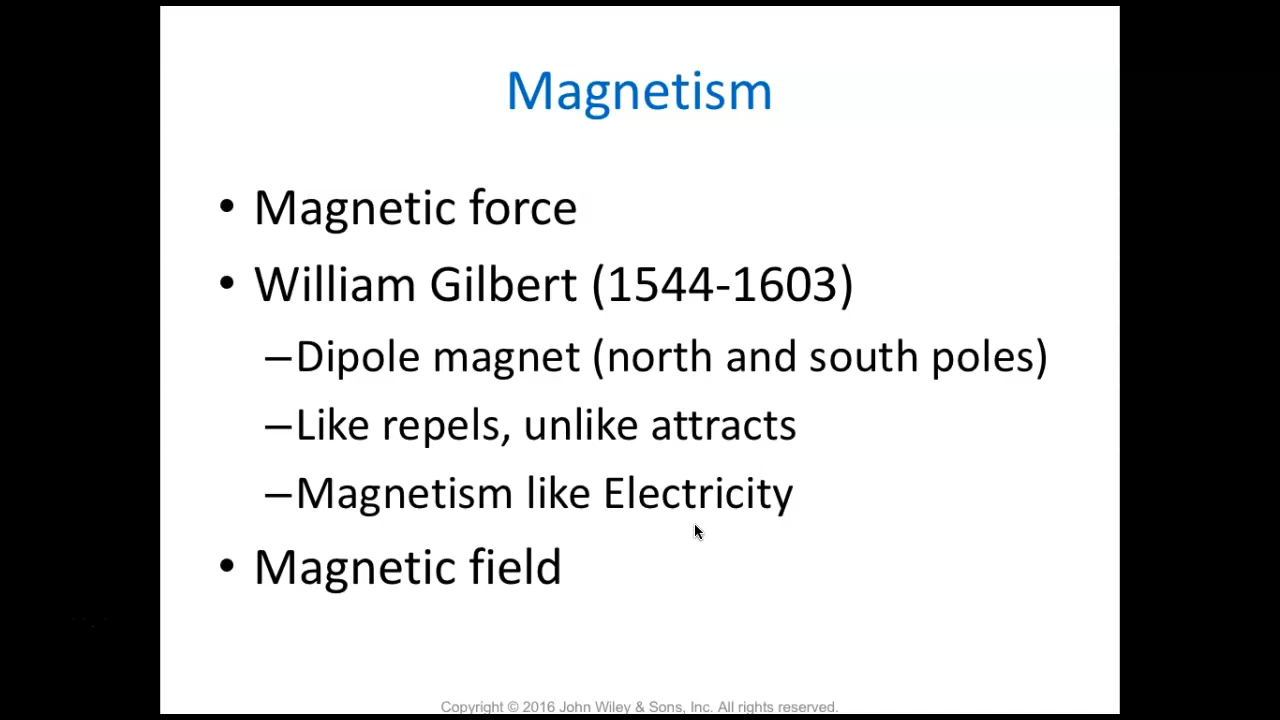 Magnetism
• Magnetic force
• William Gilbert (1544-1603)
–Dipole magnet (north and south poles)
–Like repels, unlike attracts
–Magnetism like Electricity
• Magnetic field
Copyright © 2016 John Wiley & Sons, Inc. All rights reserved.